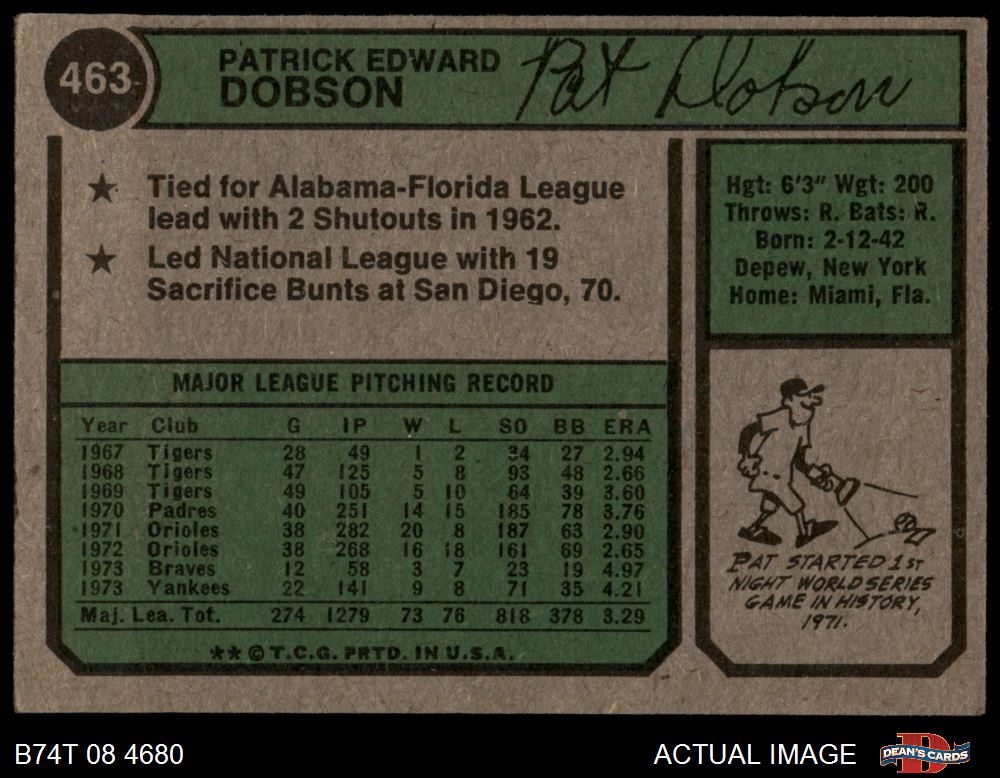 463
PATRICK EDWARD
DOBSON
Pat Dobson
★ Tied for Alabama-Florida League
lead with 2 Shutouts in 1962.
★ Led National League with 19
Sacrifice Bunts at San Diego, 70.
Hgt: 6'3" Wgt: 200
Throws: R. Bats: R.
Born: 2-12-42
Depew, New York
Home: Miami, Fla.
MAJOR LEAGUE PITCHING RECORD
Year Club G IP W L SO BB ERA
1967 Tigers 28 49 1 2 34 27 2.94
1968 Tigers 47 125 5 8 93 48 2.66
1969 Tigers 49 105 5 10 64 39 3.60
1970 Padres 40 251 14 15 185 78 3.76
1971 Orioles 38 282 20 8 187 63 2.90
1972 Orioles 38 268 16 18 161 69 2.65
1973 Braves 12 58 3 7 23 19 4.97
1973 Yankees 22 141 9 8 71 35 4.21
Maj. Lea. Tot. 274 1279 73 76 818 378 3.29
** © T.C.G. PRTD. IN U.S.A.
PAT STARTED 1ST
NIGHT WORLD SERIES
GAME IN HISTORY,
1971.
B74T 08 4680
ACTUAL IMAGE
DEAN'S CARDS